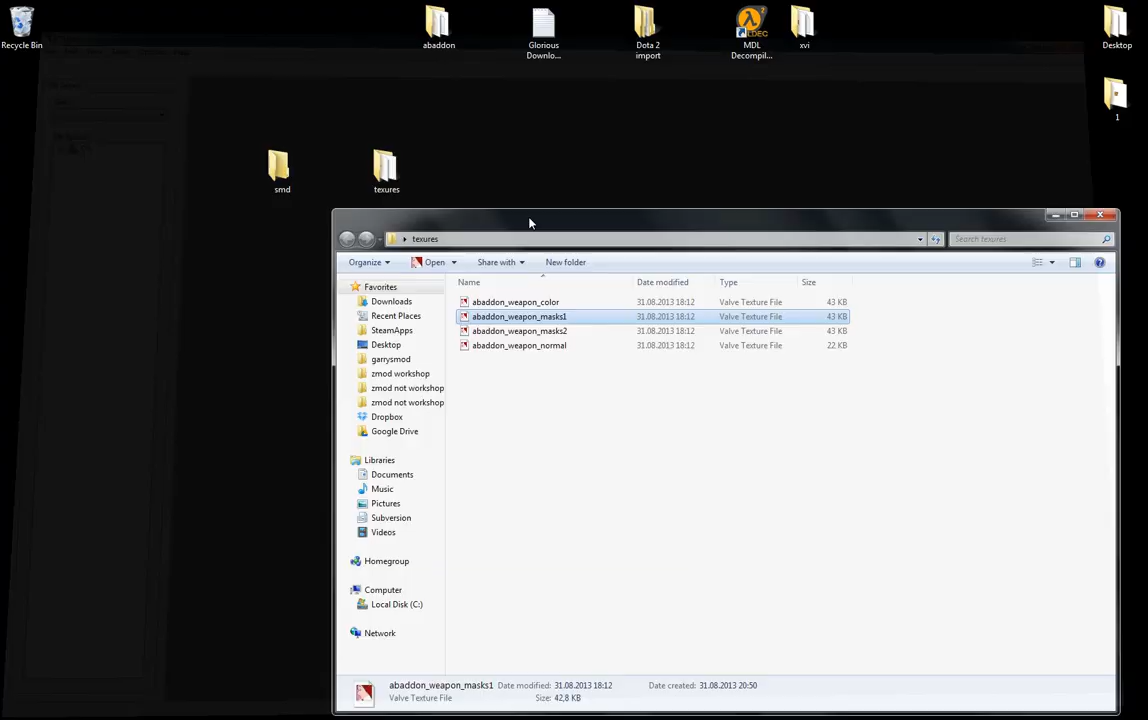 Recycle Bin
abaddon
Glorious
Downlo...
Dota 2
import
MDL
Decompil...
xvi
Desktop
1
smd
texures
texures
Search texures
Organize
Open
Share with
New folder
Name
Date modified
Type
Size
Favorites
Downloads
Recent Places
SteamApps
Desktop
garrysmod
zmod workshop
zmod not workshop
zmod not workshop
Dropbox
Google Drive
Libraries
Documents
Music
Pictures
Subversion
Videos
Homegroup
Computer
Local Disk (C:)
Network
abaddon_weapon_color 31.08.2013 18:12 Valve Texture File 43 KB
abaddon_weapon_masks1 31.08.2013 18:12 Valve Texture File 43 KB
abaddon_weapon_masks2 31.08.2013 18:12 Valve Texture File 43 KB
abaddon_weapon_normal 31.08.2013 18:12 Valve Texture File 22 KB
abaddon_weapon_masks1 Date modified: 31.08.2013 18:12 Date created: 31.08.2013 20:50
Valve Texture File Size: 42,8 KB